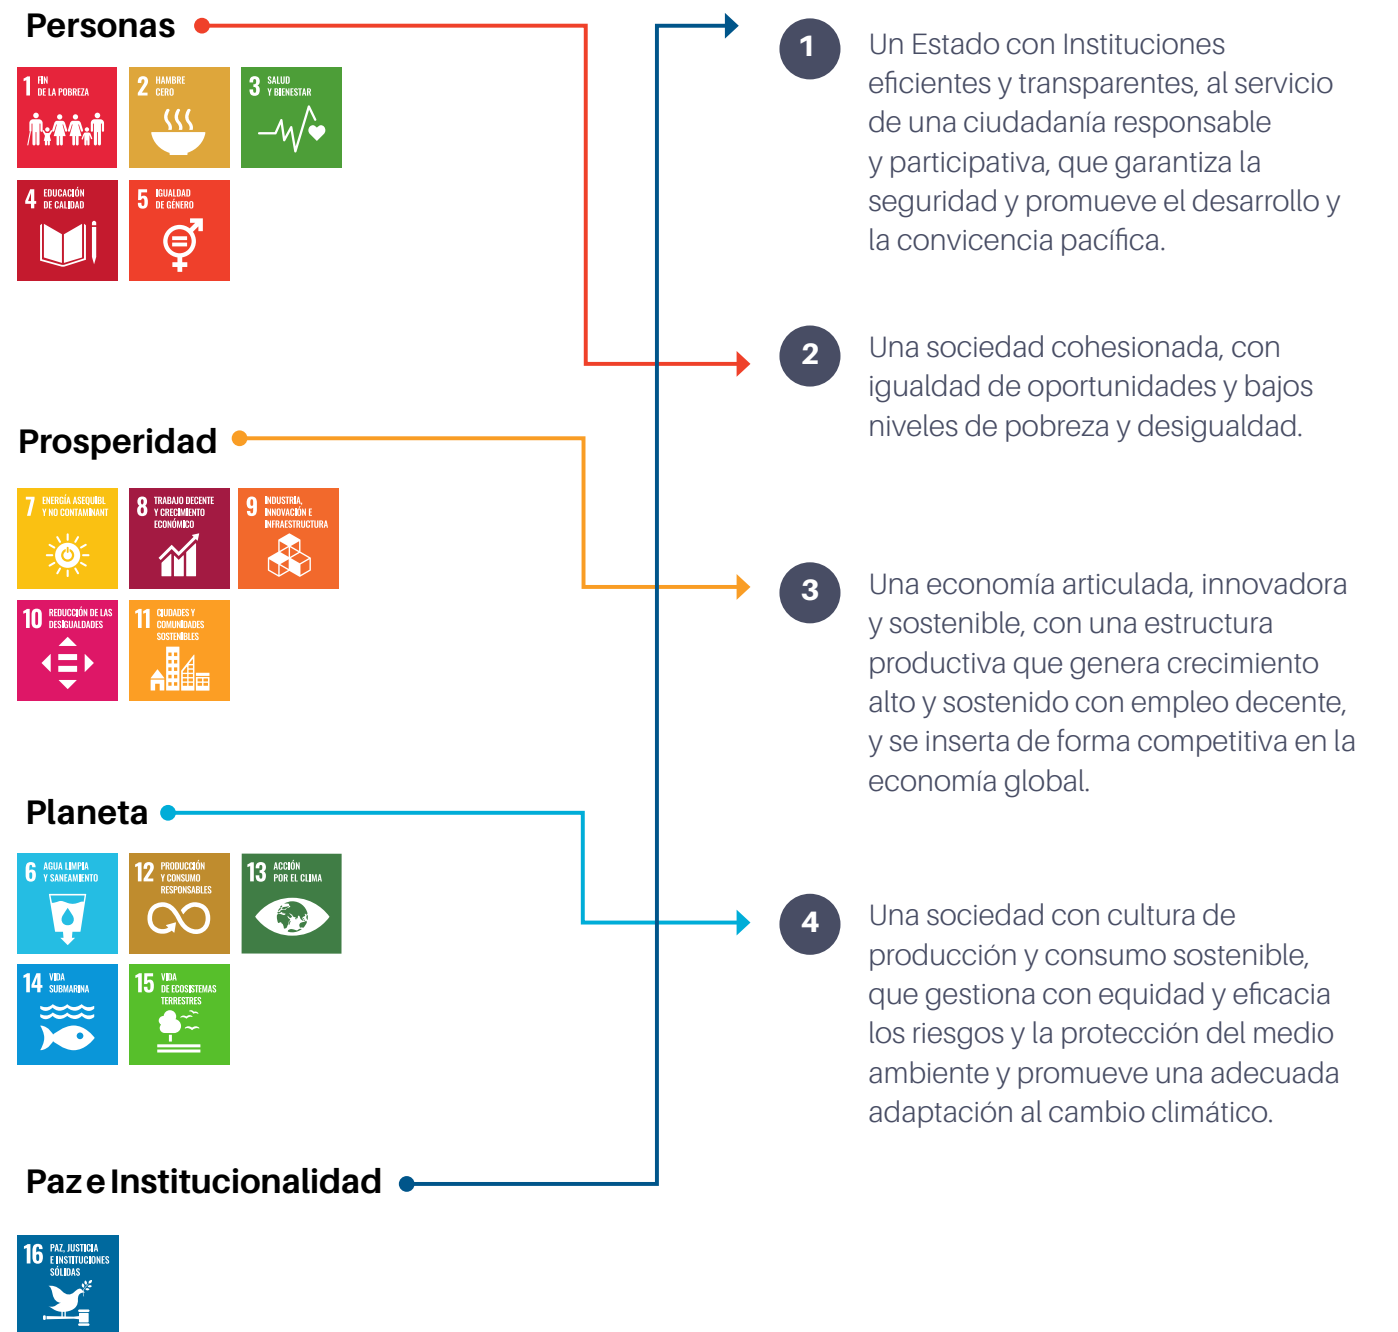 Personas
1 FIN
DE LA POBREZA
2 HAMBRE
CERO
3 SALUD
Y BIENESTAR
4 EDUCACIÓN
DE CALIDAD
5 IGUALDAD
DE GÉNERO
Prosperidad
7 ENERGÍA ASEQUIBL
Y NO CONTAMINANT
8 TRABAJO DECENTE
Y CRECIMIENTO
ECONÓMICO
9 INDUSTRIA,
INNOVACIÓN E
INFRAESTRUCTURA
10 REDUCCIÓN DE LAS
DESIGUALDADES
11 CIUDADES Y
COMUNIDADES
SOSTENIBLES
Planeta
6 AGUA LIMPIA
Y SANEAMIENTO
12 PRODUCCIÓN
Y CONSUMO
RESPONSABLES
13 ACCIÓN
POR EL CLIMA
14 VIDA
SUBMARINA
15 VIDA
DE ECOSISTEMAS
TERRESTRES
Paz e Institucionalidad
16 PAZ, JUSTICIA
E INSTITUCIONES
SÓLIDAS
1 Un Estado con Instituciones
eficientes y transparentes, al servicio
de una ciudadanía responsable
y participativa, que garantiza la
seguridad y promueve el desarrollo y
la convicencia pacífica.
2 Una sociedad cohesionada, con
igualdad de oportunidades y bajos
niveles de pobreza y desigualdad.
3 Una economía articulada, innovadora
y sostenible, con una estructura
productiva que genera crecimiento
alto y sostenido con empleo decente,
y se inserta de forma competitiva en la
economía global.
4 Una sociedad con cultura de
producción y consumo sostenible,
que gestiona con equidad y eficacia
los riesgos y la protección del medio
ambiente y promueve una adecuada
adaptación al cambio climático.